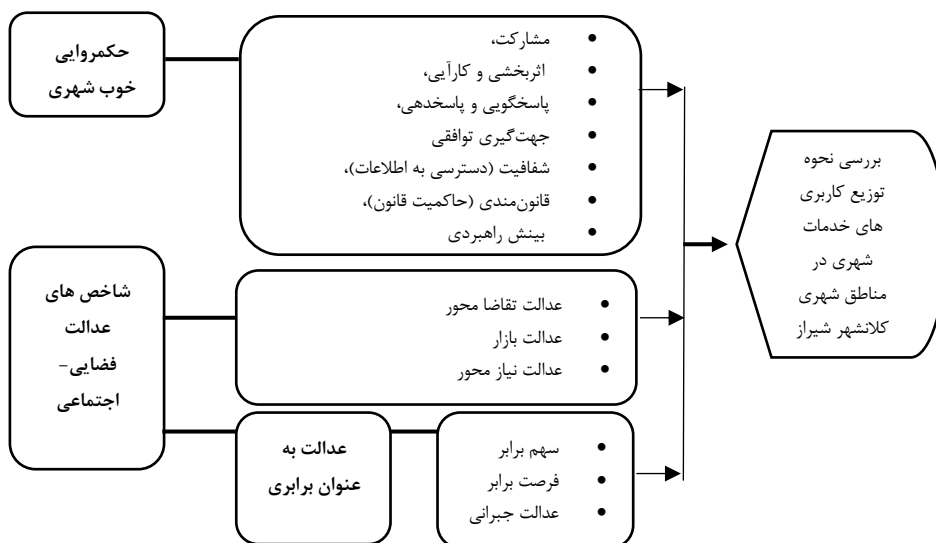 حکمروایی
خوب شهری
مشارکت،
اثربخشی و کارآیی،
پاسخگویی و پاسخدهی،
جهت‌گیری توافقی
شفافیت (دسترسی به اطلاعات)،
قانون‌مندی (حاکمیت قانون)،
بینش راهبردی
شاخص های
عدالت
فضایی-
اجتماعی
عدالت تقاضا محور
عدالت بازار
عدالت نیاز محور
عدالت به
عنوان برابری
سهم برابر
فرصت برابر
عدالت جبرانی
بررسی نحوه
توزیع کاربری
های خدمات
شهری در
مناطق شهری
کلانشهر شیراز